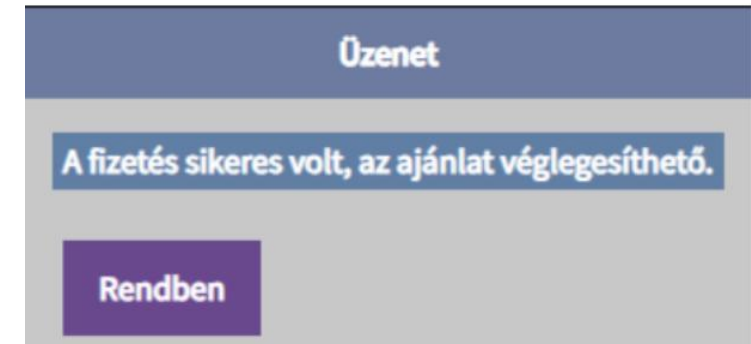 Üzenet
A fizetés sikeres volt, az ajánlat véglegesíthető.
Rendben